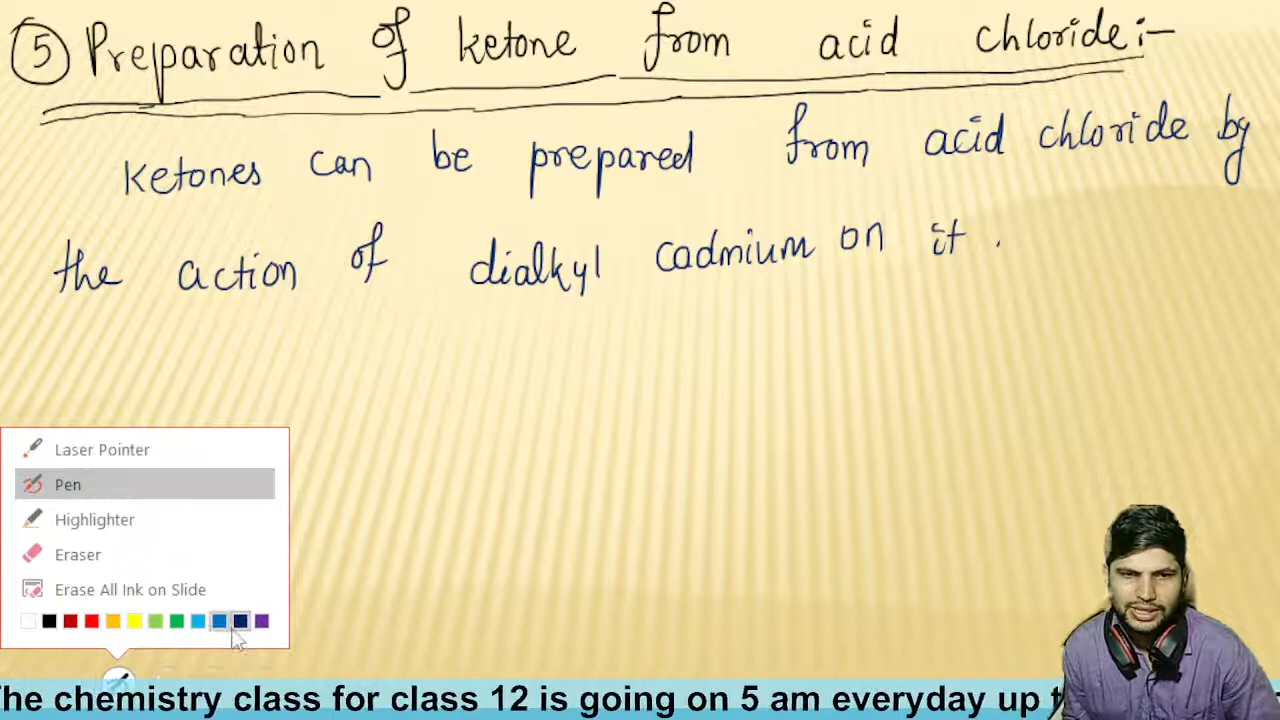 5 Preparation of ketone from acid chloride :-
Ketones can be prepared from acid chloride by
the action of dialkyl cadmium on it .
Laser Pointer
Pen
Highlighter
Eraser
Erase All Ink on Slide
The chemistry class for class 12 is going on 5 am everyday up